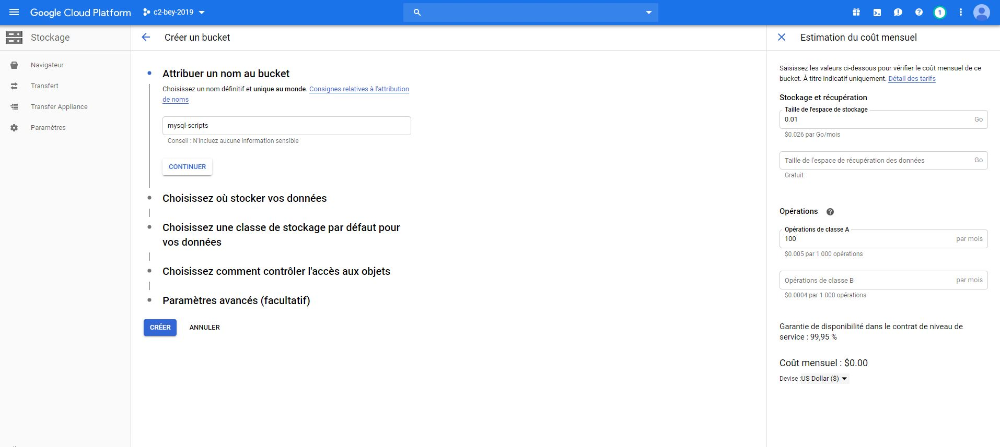 Google Cloud Platform
c2-bey-2019
1
Stockage
Navigateur
Transfert
Transfer Appliance
Paramètres
Créer un bucket
Attribuer un nom au bucket
Choisissez un nom définitif et unique au monde. Consignes relatives à l'attribution
de noms
mysql-scripts
Conseil : N'incluez aucune information sensible
CONTINUER
Choisissez où stocker vos données
Choisissez une classe de stockage par défaut pour
vos données
Choisissez comment contrôler l'accès aux objets
Paramètres avancés (facultatif)
CRÉER ANNULER
Estimation du coût mensuel
Saisissez les valeurs ci-dessous pour vérifier le coût mensuel de ce
bucket. À titre indicatif uniquement. Détail des tarifs
Stockage et récupération
Taille de l'espace de stockage
0.01 Go
$0.026 par Go/mois
Taille de l'espace de récupération des données Go
Gratuit
Opérations ?
Opérations de classe A
100 par mois
$0.005 par 1 000 opérations
Opérations de classe B par mois
$0.0004 par 1 000 opérations
Garantie de disponibilité dans le contrat de niveau de
service : 99,95 %
Coût mensuel : $0.00
Devise :US Dollar ($)